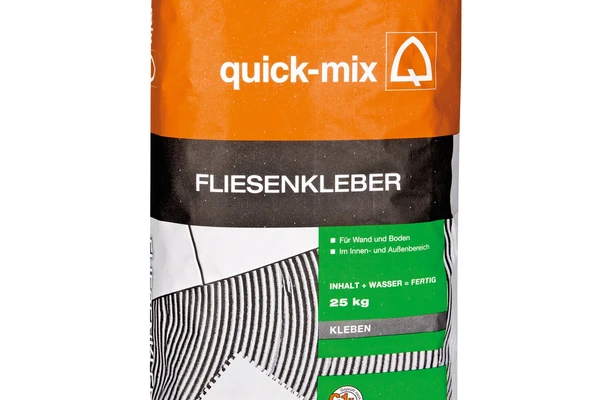 quick-mix
FLIESENKLEBER
Für Wand und Boden
Im Innen- und Außenbereich
INHALT + WASSER = FERTIG
25 kg
KLEBEN